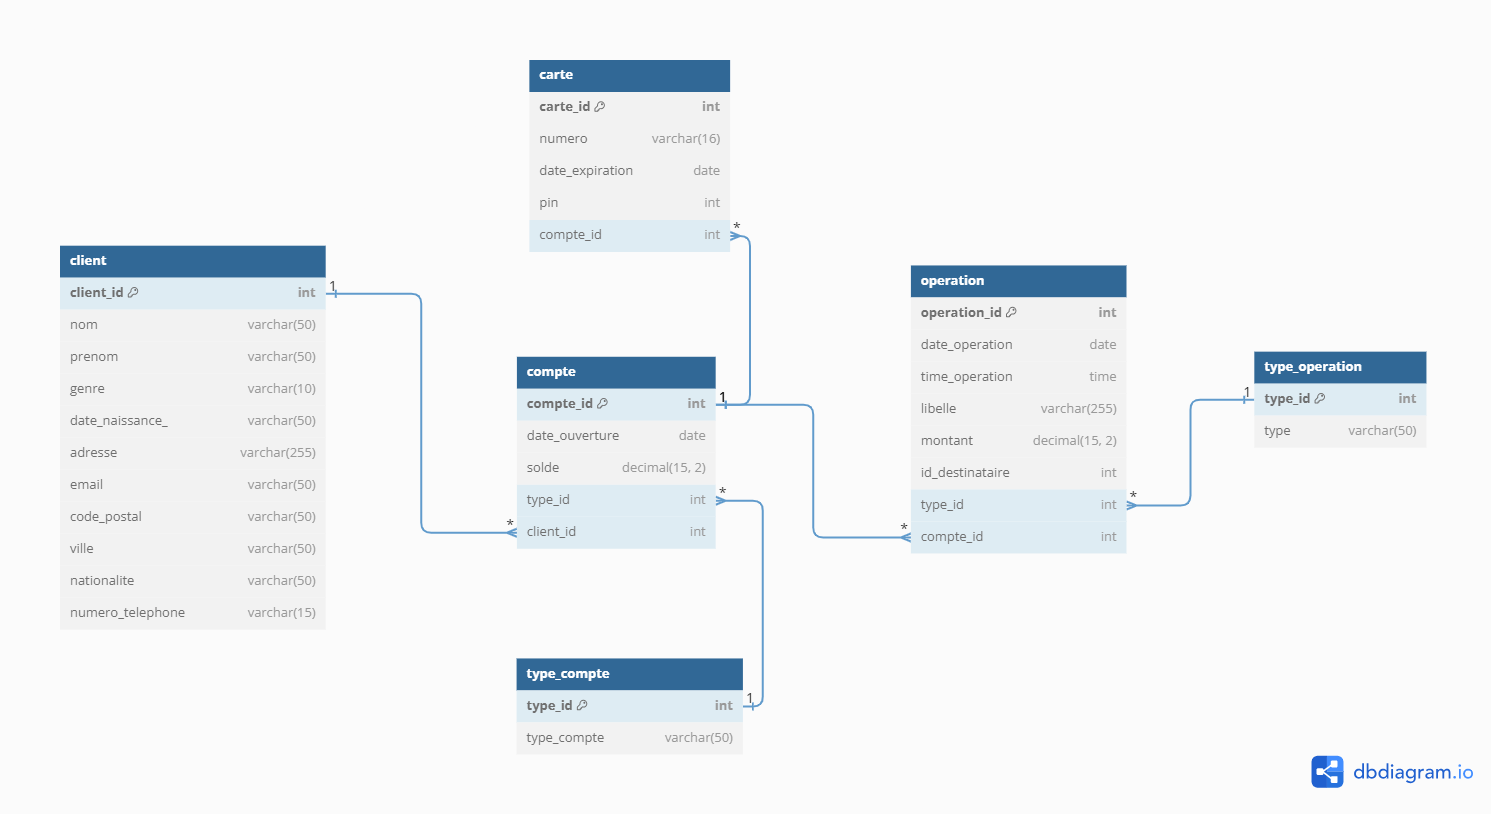 carte
carte_id int
numero varchar(16)
date_expiration date
pin int
compte_id int
*
client
client_id int
1
nom varchar(50)
prenom varchar(50)
genre varchar(10)
date_naissance_ varchar(50)
adresse varchar(255)
email varchar(50)
code_postal varchar(50)
ville varchar(50)
nationalite varchar(50)
numero_telephone varchar(15)
compte
compte_id int
1
date_ouverture date
solde decimal(15, 2)
type_id int
*
client_id int
*
operation
operation_id int
date_operation date
time_operation time
libelle varchar(255)
montant decimal(15, 2)
id_destinataire int
type_id int
*
compte_id int
*
type_operation
type_id int
1
type varchar(50)
type_compte
type_id int
1
type_compte varchar(50)
dbdiagram.io